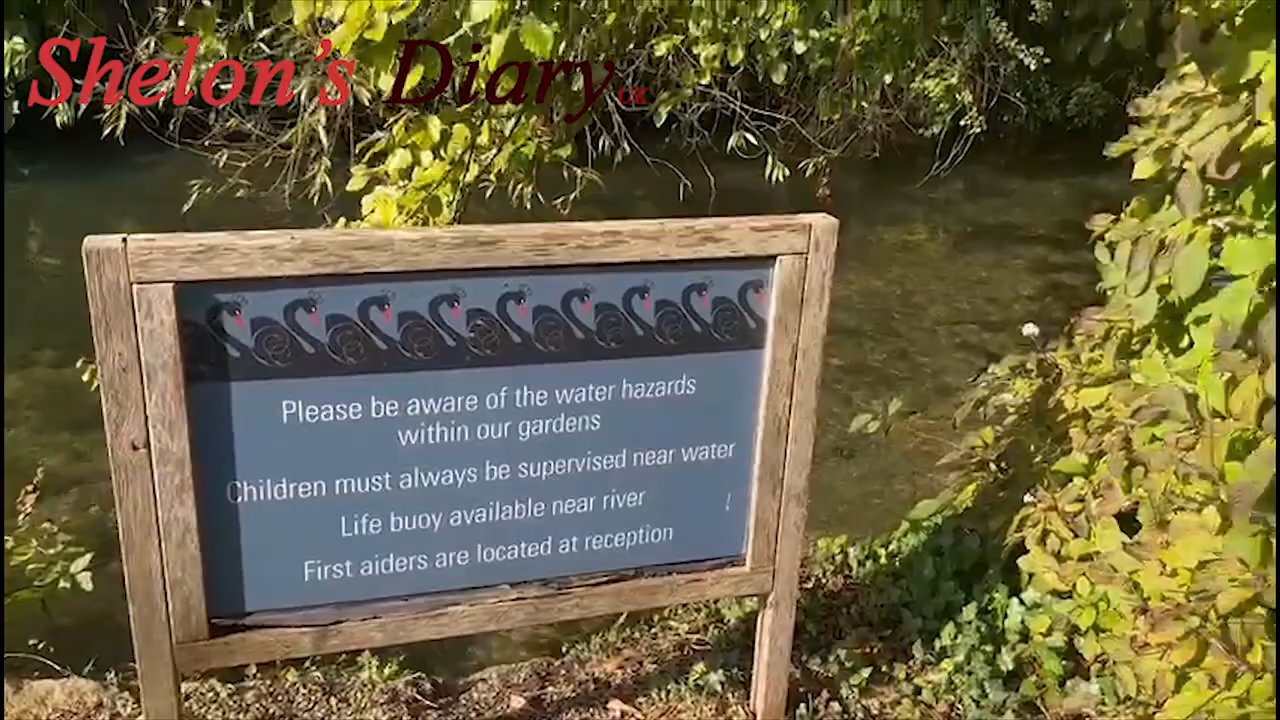 Shelon's Diary UK
Please be aware of the water hazards
within our gardens
Children must always be supervised near water
Life buoy available near river
First aiders are located at reception